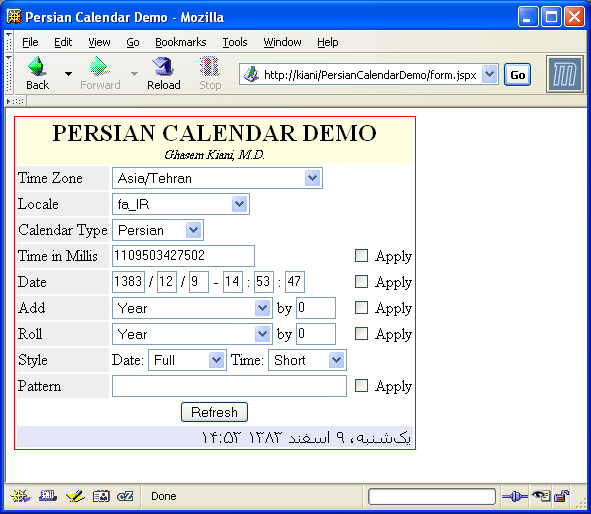 Persian Calendar Demo - Mozilla
File Edit View Go Bookmarks Tools Window Help
Back Forward Reload Stop http://kiani/PersianCalendarDemo/form.jspx Go
PERSIAN CALENDAR DEMO
Ghasem Kiani, M.D.
Time Zone Asia/Tehran
Locale fa_IR
Calendar Type Persian
Time in Millis 1109503427502 Apply
Date 1383 / 12 / 9 - 14 : 53 : 47 Apply
Add Year by 0 Apply
Roll Year by 0 Apply
Style Date: Full Time: Short
Pattern Apply
Refresh
یک‌شنبه، ۹ اسفند ۱۳۸۳ ۱۴:۵۳
Done